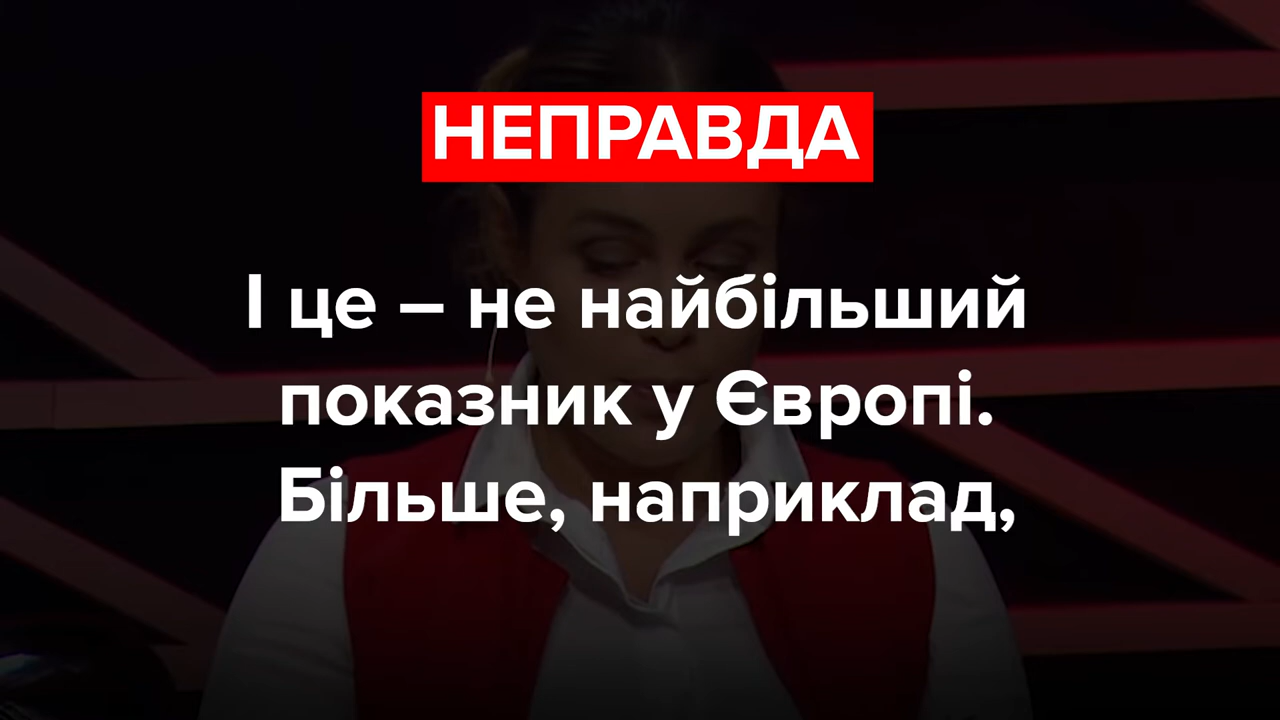 НЕПРАВДА
І це – не найбільший
показник у Європі.
Більше, наприклад,